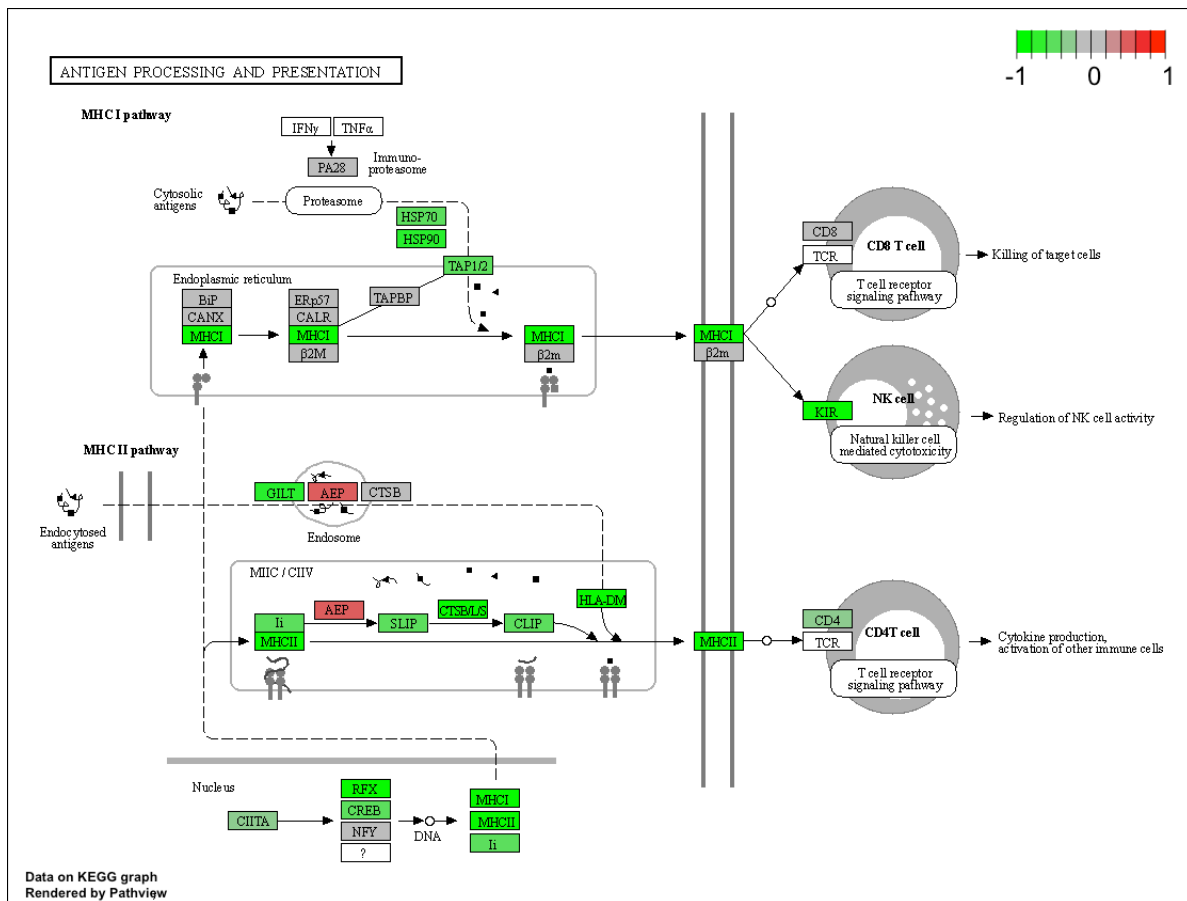 -1 0 1
ANTIGEN PROCESSING AND PRESENTATION
MHC I pathway
IFNγ TNFα
PA28
Immuno-
proteasome
Cytosolic
antigens
Proteasome
HSP70
HSP90
TAP1/2
Endoplasmic reticulum
BiP
CANX
MHCI
ERp57
CALR
MHCI
β2M
TAPBP
MHCI
β2m
MHCI
β2m
CD8
TCR
CD8 T cell
T cell receptor
signaling pathway
Killing of target cells
KIR
NK cell
Natural killer cell
mediated cytotoxicity
Regulation of NK cell activity
MHC II pathway
Endocytosed
antigens
GILT AEP CTSB
Endosome
MIIC / CIIV
Ii
MHCII
AEP
SLIP
CTSB/L/S
CLIP
HLA-DM
MHCII
CD4
TCR
CD4T cell
T cell receptor
signaling pathway
Cytokine production,
activation of other immune cells
Nucleus
CIITA
RFX
CREB
NFY
?
DNA
MHCI
MHCII
Ii
Data on KEGG graph
Rendered by Pathview